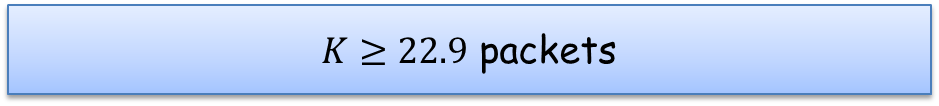 K ≥ 22.9 packets